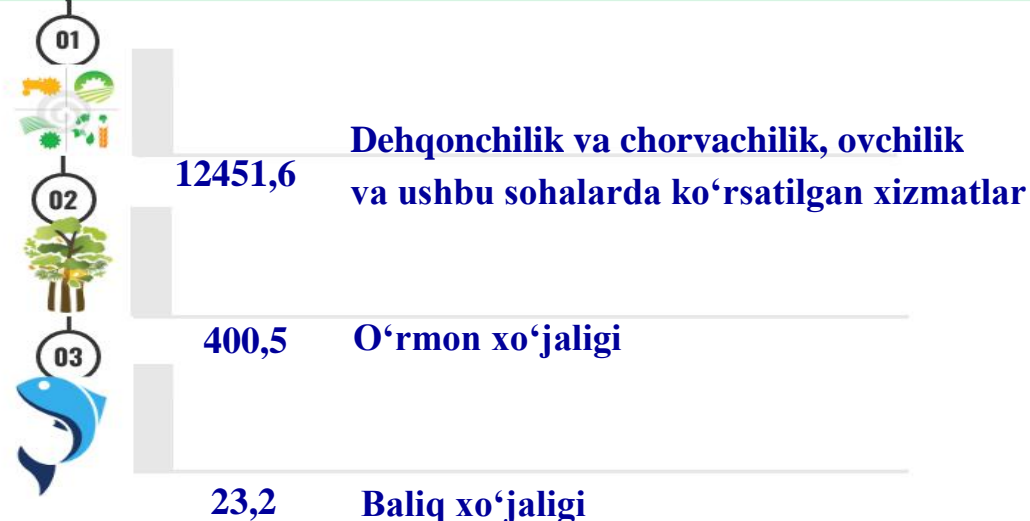 01
12451,6
Dehqonchilik va chorvachilik, ovchilik
va ushbu sohalarda ko‘rsatilgan xizmatlar
02
400,5
O‘rmon xo‘jaligi
03
23,2
Baliq xo‘jaligi